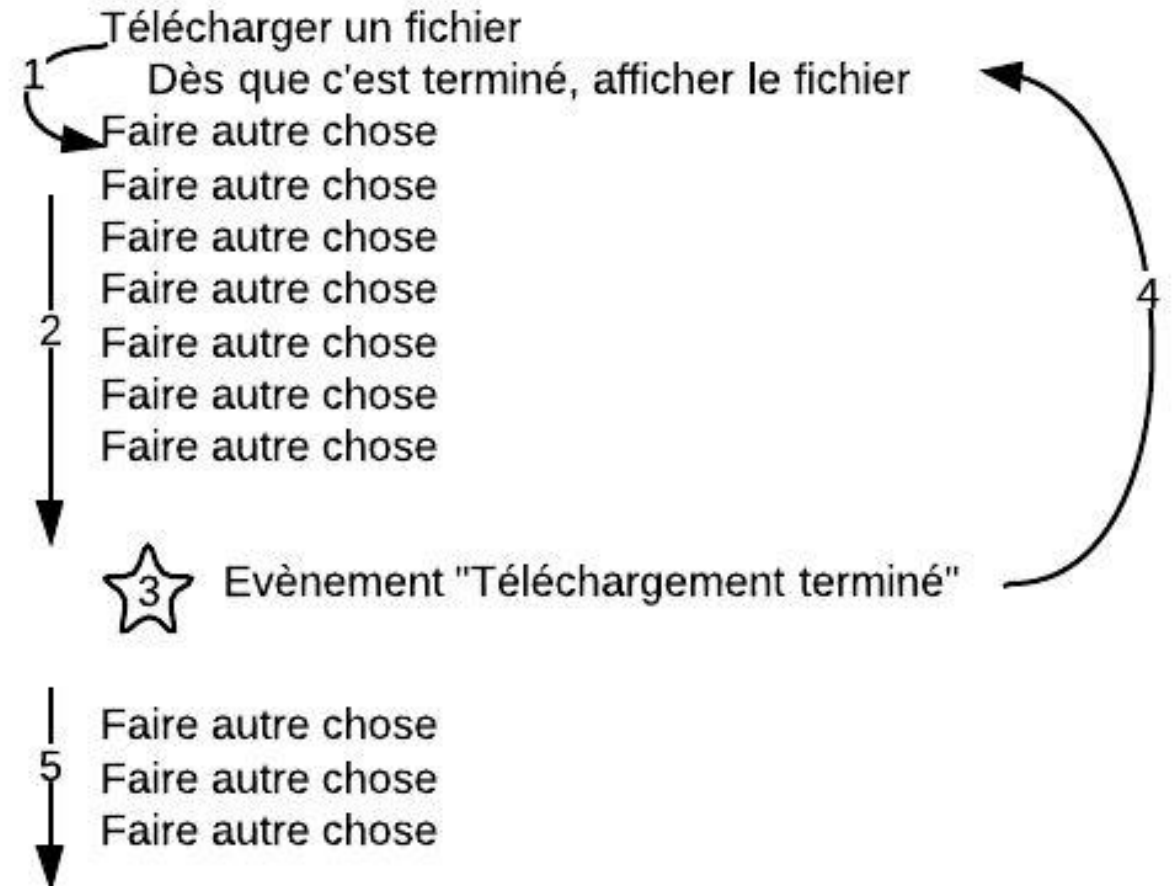 Télécharger un fichier
1
Dès que c'est terminé, afficher le fichier
Faire autre chose
Faire autre chose
Faire autre chose
Faire autre chose
2
Faire autre chose
Faire autre chose
Faire autre chose
4
3 Evènement "Téléchargement terminé"
Faire autre chose
5
Faire autre chose
Faire autre chose